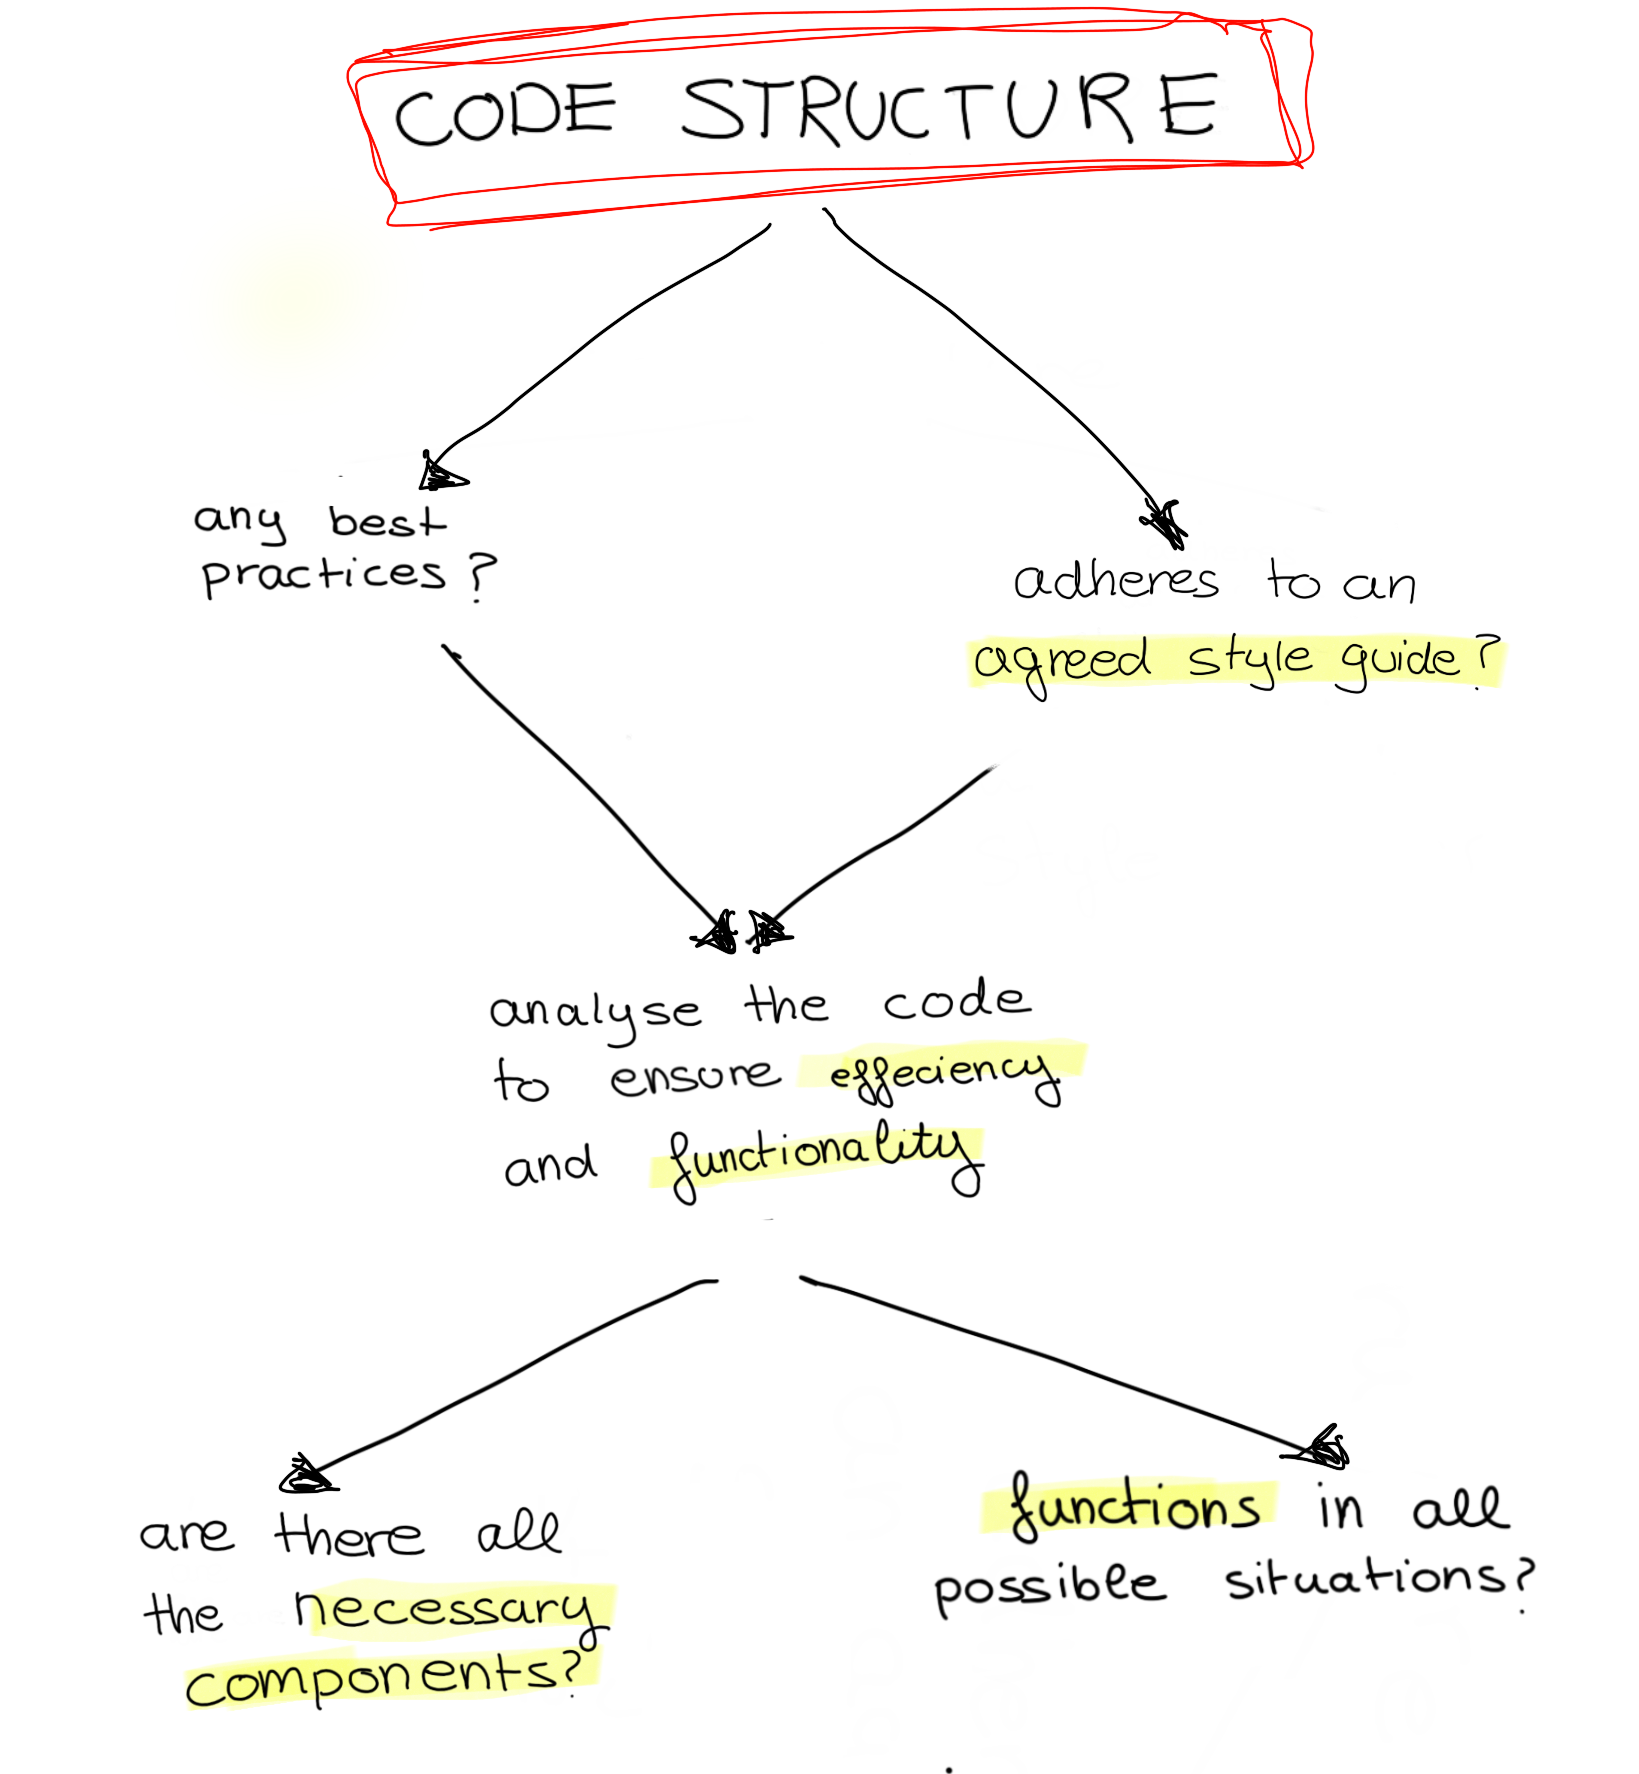 CODE STRUCTURE
any best
practices?
adheres to an
agreed style guide?
analyse the code
to ensure effeciency
and functionality
are there all
the necessary
components?
functions in all
possible situations?